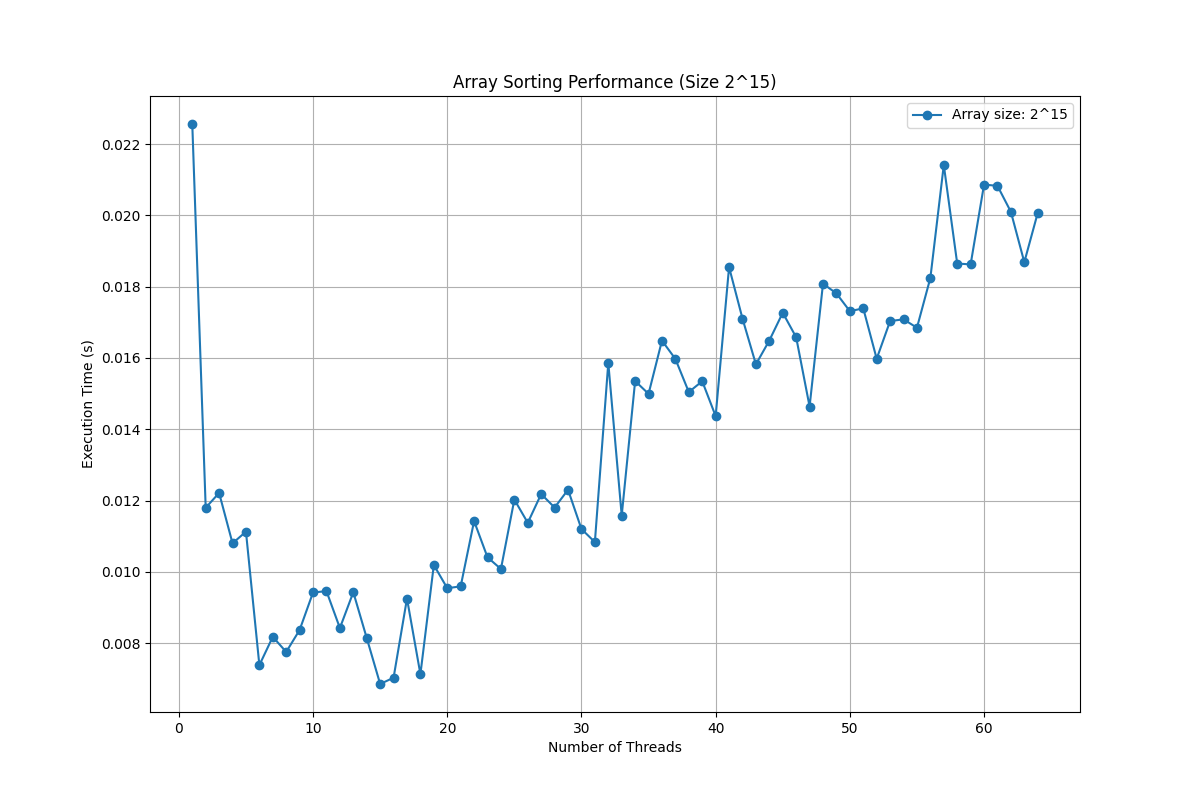 Array Sorting Performance (Size 2^15)
Array size: 2^15
Execution Time (s)
0.022
0.020
0.018
0.016
0.014
0.012
0.010
0.008
0 10 20 30 40 50 60
Number of Threads